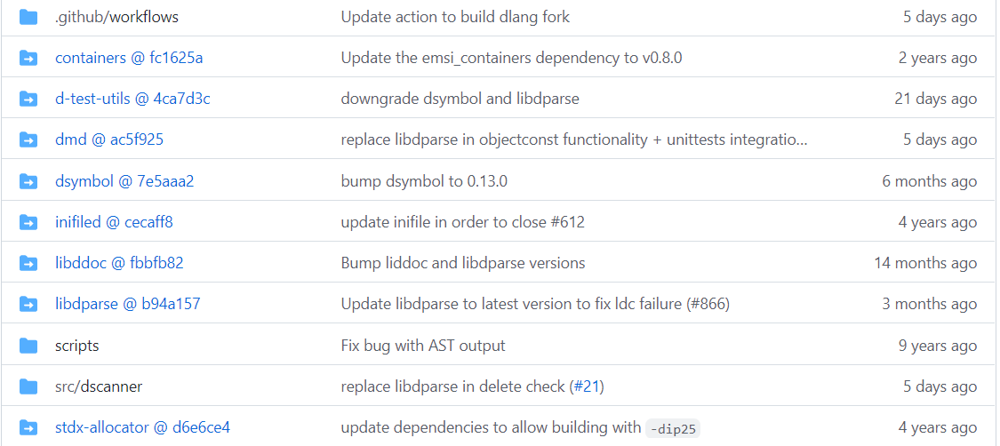 .github/workflows Update action to build dlang fork 5 days ago
containers @ fc1625a Update the emsi_containers dependency to v0.8.0 2 years ago
d-test-utils @ 4ca7d3c downgrade dsymbol and libdparse 21 days ago
dmd @ ac5f925 replace libdparse in objectconst functionality + unittests integratio... 5 days ago
dsymbol @ 7e5aaa2 bump dsymbol to 0.13.0 6 months ago
inifiled @ cecaff8 update inifile in order to close #612 4 years ago
libddoc @ fbbfb82 Bump liddoc and libdparse versions 14 months ago
libdparse @ b94a157 Update libdparse to latest version to fix ldc failure (#866) 3 months ago
scripts Fix bug with AST output 9 years ago
src/dscanner replace libdparse in delete check (#21) 5 days ago
stdx-allocator @ d6e6ce4 update dependencies to allow building with -dip25 4 years ago